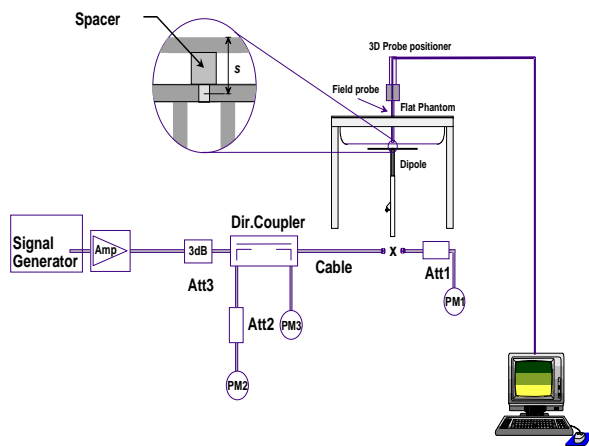 Spacer
s
3D Probe positioner
Field probe
Flat Phantom
Dipole
Signal
Generator
Amp
3dB
Att3
Dir.Coupler
Cable
x
Att1
PM1
Att2
PM3
PM2